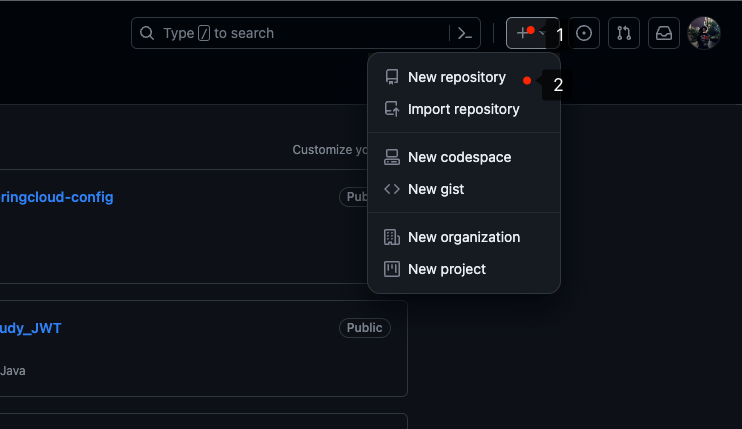 Type / to search
1
New repository
2
Import repository
Customize yo
New codespace
New gist
ringcloud-config
Pub
New organization
New project
udy_JWT
Public
Java